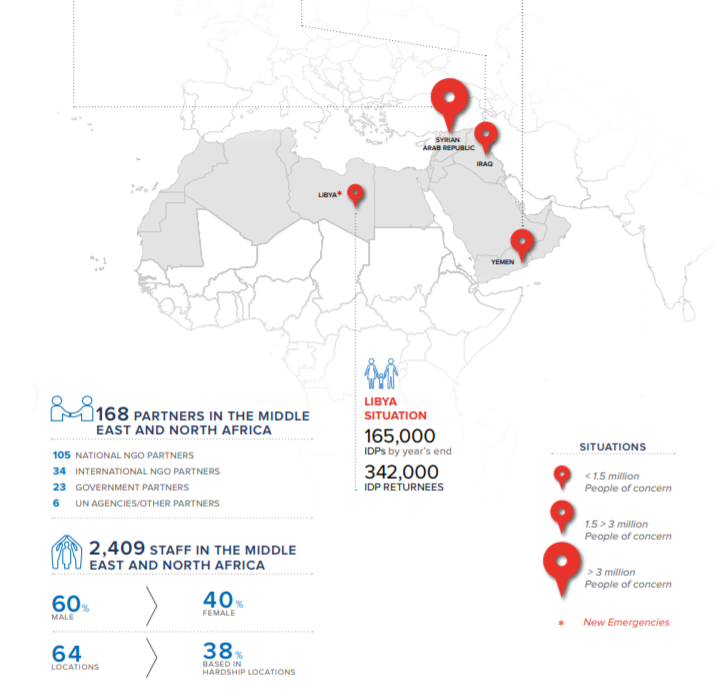 SYRIAN
ARAB REPUBLIC
IRAQ
LIBYA*
YEMEN
168 PARTNERS IN THE MIDDLE
EAST AND NORTH AFRICA
105 NATIONAL NGO PARTNERS
34 INTERNATIONAL NGO PARTNERS
23 GOVERNMENT PARTNERS
6 UN AGENCIES/OTHER PARTNERS
2,409 STAFF IN THE MIDDLE
EAST AND NORTH AFRICA
60%
MALE
40%
FEMALE
64
LOCATIONS
38%
BASED IN
HARDSHIP LOCATIONS
LIBYA
SITUATION
165,000
IDPs by year's end
342,000
IDP RETURNEES
SITUATIONS
<1.5 million
People of concern
1.5 > 3 million
People of concern
> 3 million
People of concern
* New Emergencies